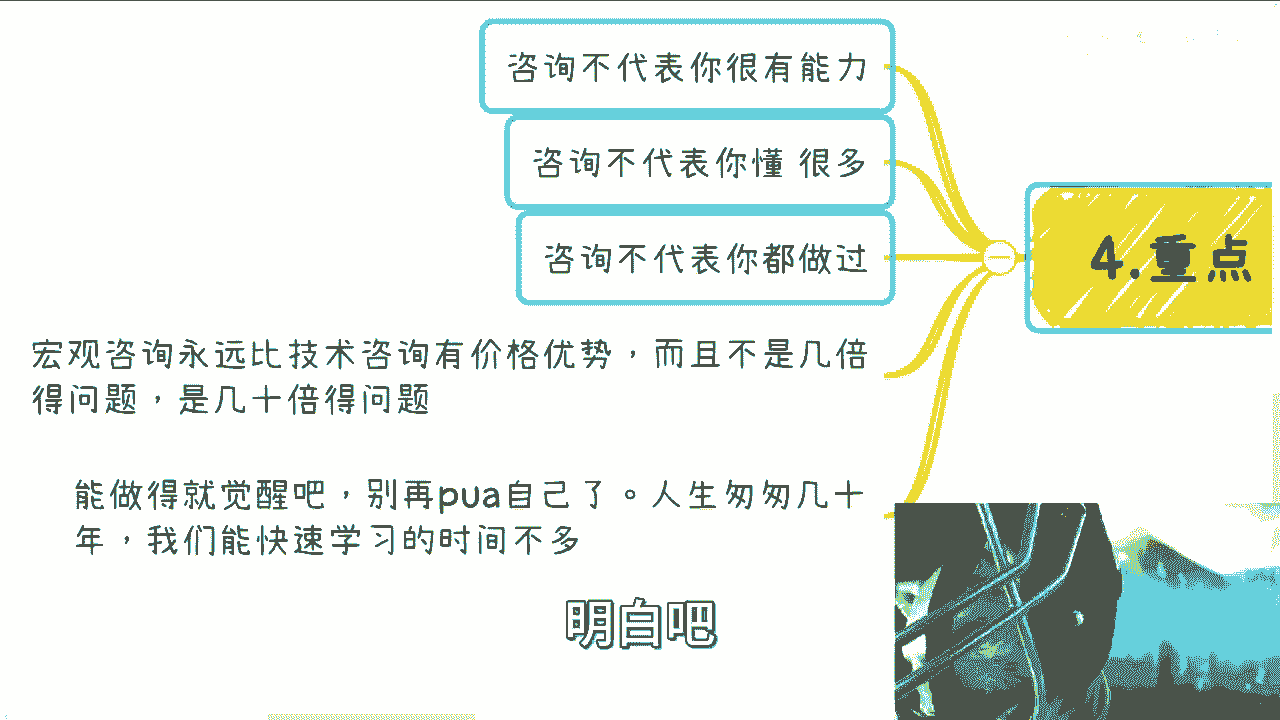 咨询不代表你很有能力
咨询不代表你懂 很多
咨询不代表你都做过
4.重点
宏观咨询永远比技术咨询有价格优势，而且不是几倍
得问题，是几十倍得问题
能做得就觉醒吧，别再pua自己了。人生匆匆几十
年，我们能快速学习的时间不多
明白吧